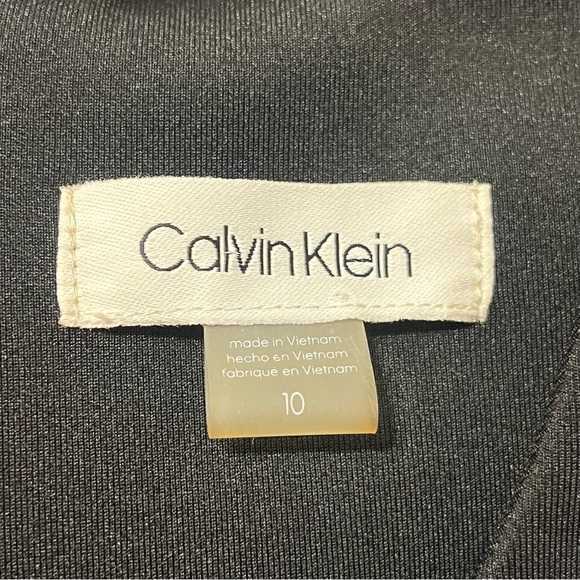 Calvin Klein
made in Vietnam
hecho en Vietnam
fabriqué en Vietnam
10